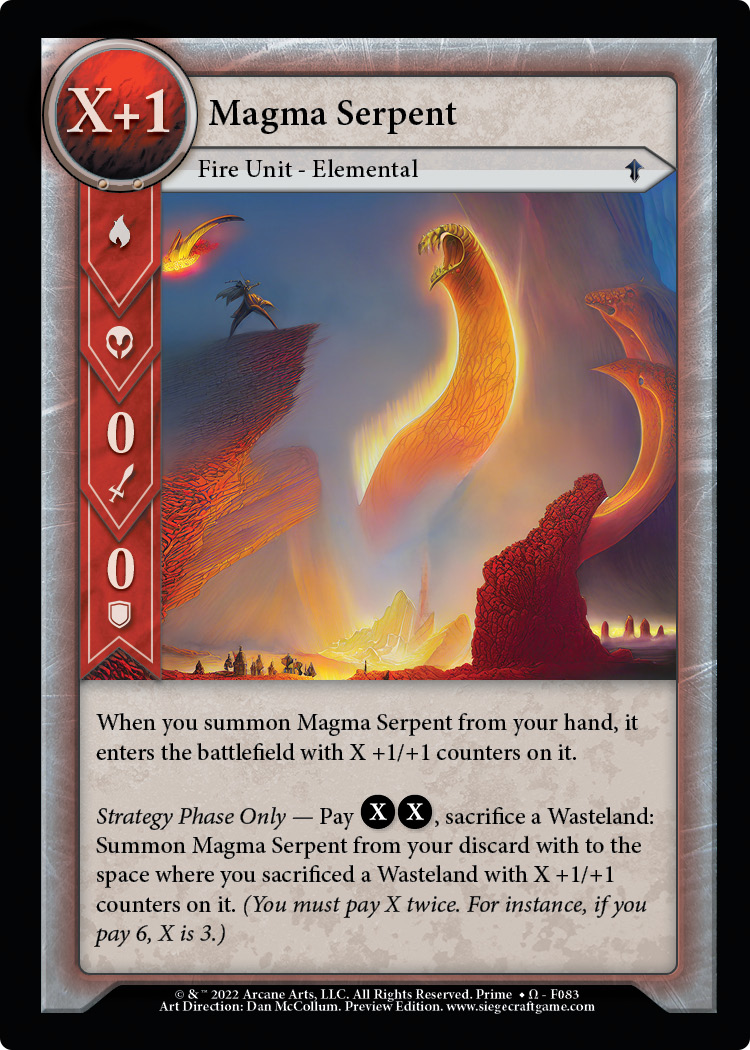 X+1
Magma Serpent
Fire Unit - Elemental
0
0
When you summon Magma Serpent from your hand, it
enters the battlefield with X +1/+1 counters on it.
Strategy Phase Only — Pay X X, sacrifice a Wasteland:
Summon Magma Serpent from your discard with to the
space where you sacrificed a Wasteland with X +1/+1
counters on it. (You must pay X twice. For instance, if you
pay 6, X is 3.)
© & ™ 2022 Arcane Arts, LLC. All Rights Reserved. Prime ⬥ Ω - F083
Art Direction: Dan McCollum. Preview Edition. www.siegecraftgame.com